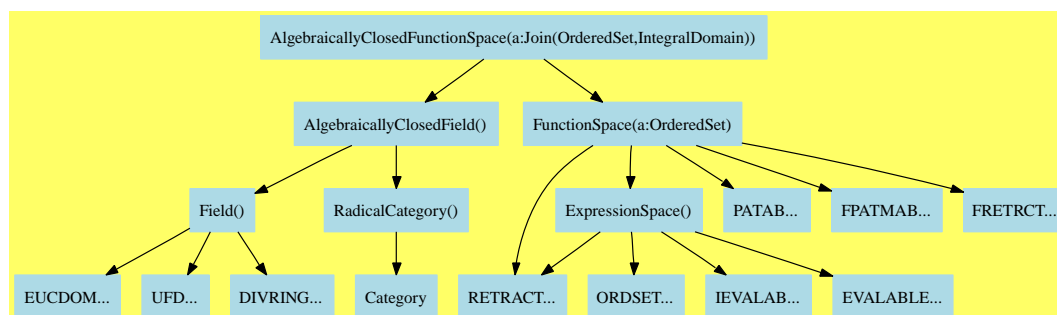 AlgebraicallyClosedFunctionSpace(a:Join(OrderedSet,IntegralDomain))
AlgebraicallyClosedField()
FunctionSpace(a:OrderedSet)
Field()
RadicalCategory()
ExpressionSpace()
PATAB...
FPATMAB...
FRETRCT...
EUCDOM...
UFD...
DIVRING...
Category
RETRACT...
ORDSET...
IEVALAB...
EVALABLE...